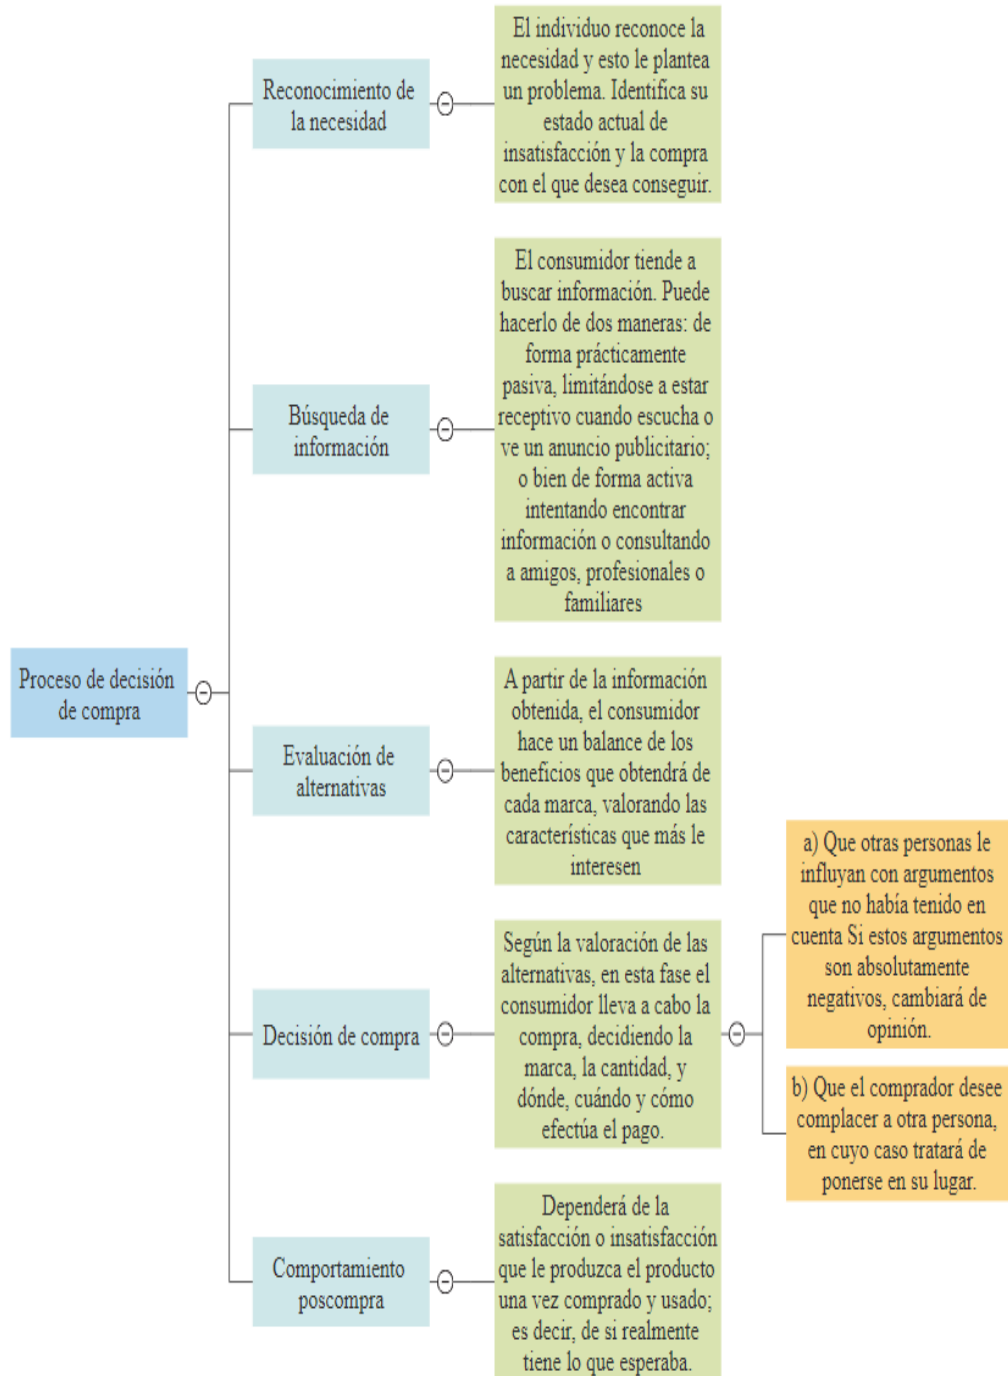 Proceso de decisión
de compra
Reconocimiento de
la necesidad
El individuo reconoce la
necesidad y esto le plantea
un problema. Identifica su
estado actual de
insatisfacción y la compra
con el que desea conseguir.
Búsqueda de
información
El consumidor tiende a
buscar información. Puede
hacerlo de dos maneras: de
forma prácticamente
pasiva, limitándose a estar
receptivo cuando escucha o
ve un anuncio publicitario;
o bien de forma activa
intentando encontrar
información o consultando
a amigos, profesionales o
familiares
Evaluación de
alternativas
A partir de la información
obtenida, el consumidor
hace un balance de los
beneficios que obtendrá de
cada marca, valorando las
características que más le
interesen
Decisión de compra
Según la valoración de las
alternativas, en esta fase el
consumidor lleva a cabo la
compra, decidiendo la
marca, la cantidad, y
dónde, cuándo y cómo
efectúa el pago.
a) Que otras personas le
influyan con argumentos
que no había tenido en
cuenta Si estos argumentos
son absolutamente
negativos, cambiará de
opinión.
b) Que el comprador desee
complacer a otra persona,
en cuyo caso tratará de
ponerse en su lugar.
Comportamiento
poscompra
Dependerá de la
satisfacción o insatisfacción
que le produzca el producto
una vez comprado y usado;
es decir, de si realmente
tiene lo que esperaba.